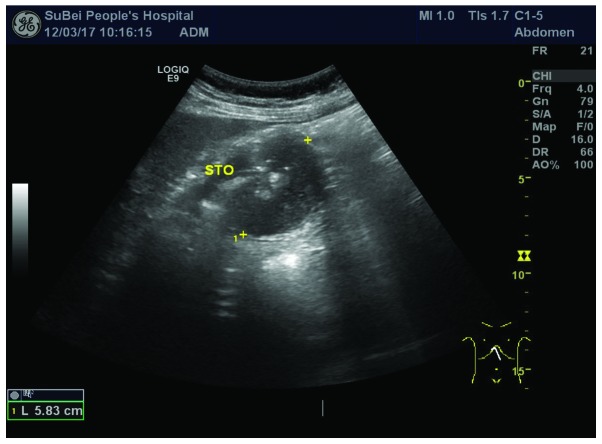 SuBei People's Hospital
12/03/17 10:16:15 ADM
MI 1.0 TIs 1.7 C1-5
Abdomen
FR 21
CHI
Frq 4.0
Gn 79
S/A 1/2
Map F/0
D 16.0
DR 66
AO% 100
LOGIQ
E9
0
5
10
15
STO
1
1 L 5.83 cm